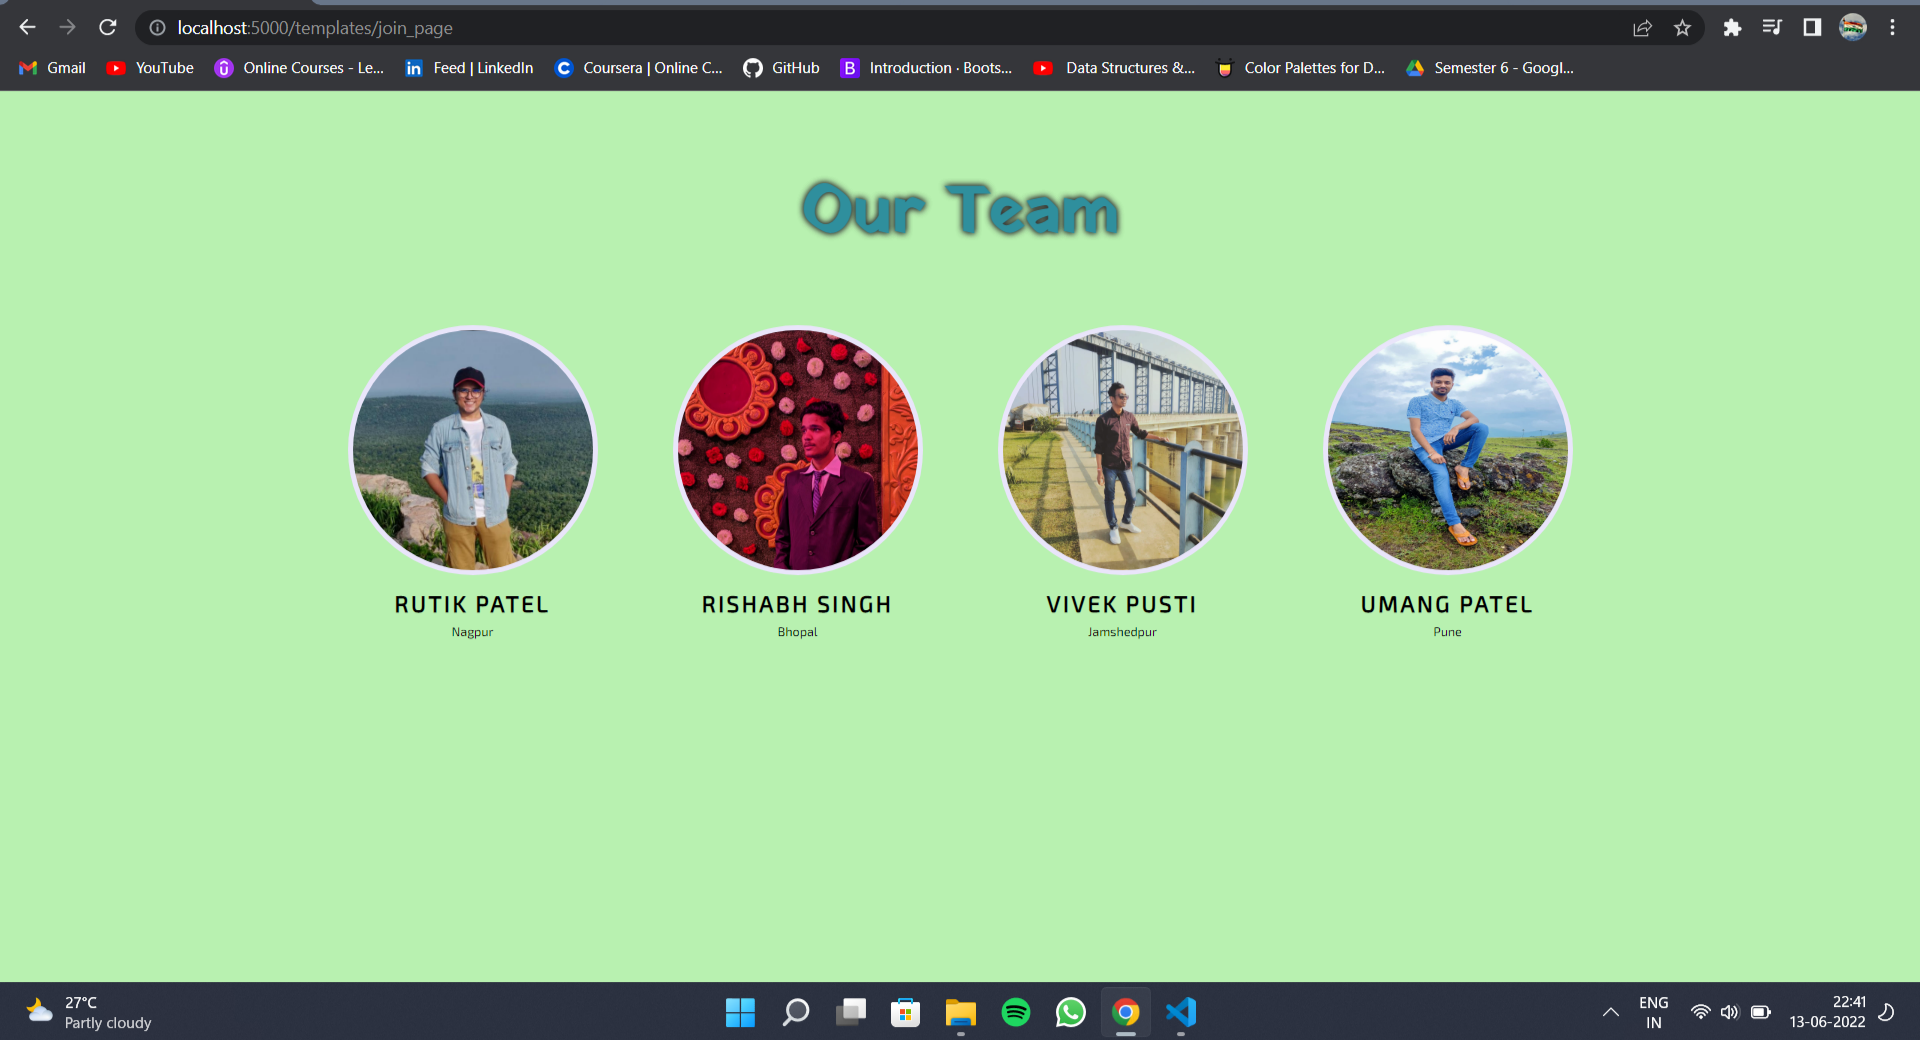 localhost:5000/templates/join_page
Gmail YouTube Online Courses - Le... Feed | LinkedIn Coursera | Online C... GitHub Introduction · Boots... Data Structures &... Color Palettes for D... Semester 6 - Googl...
Our Team
RUTIK PATEL
Nagpur
RISHABH SINGH
Bhopal
VIVEK PUSTI
Jamshedpur
UMANG PATEL
Pune
27°C
Partly cloudy
ENG
IN
22:41
13-06-2022